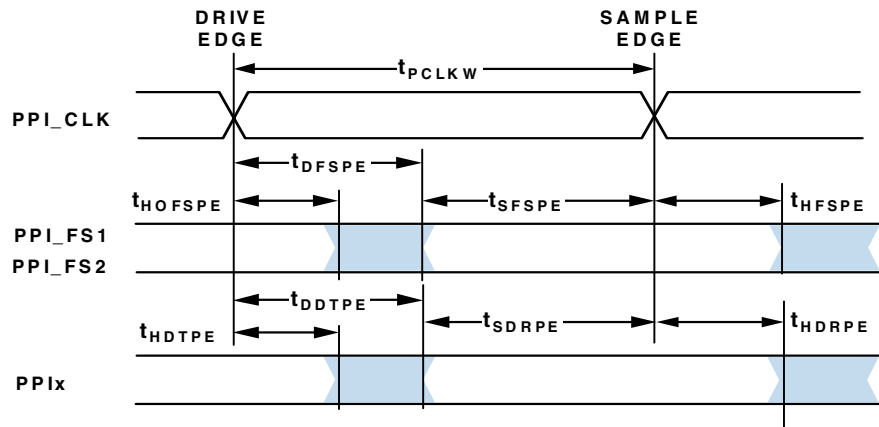 DRIVE
EDGE
SAMPLE
EDGE
tPCLKW
PPI_CLK
tDFSPE
tHOFSPE
tSFSPE
tHFSPE
PPI_FS1
PPI_FS2
tDDTPE
tHDTPE
tSDRPE
tHDRPE
PPIx